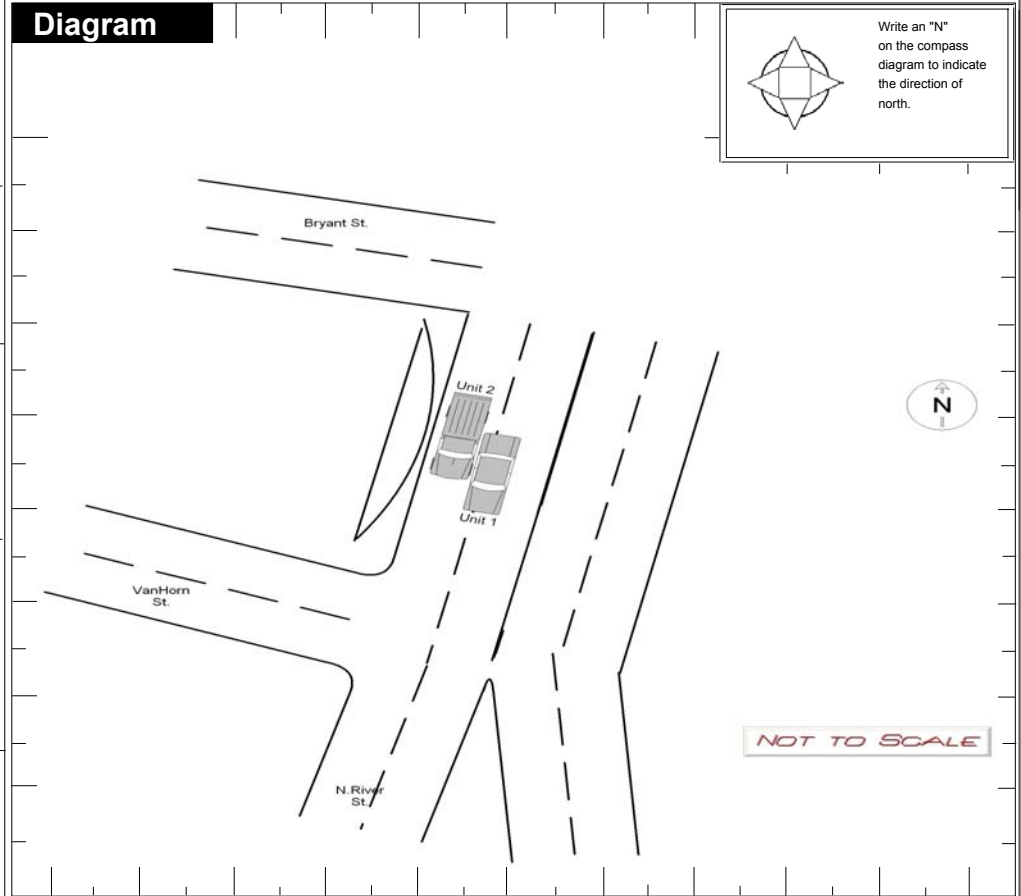 Diagram
Write an "N"
on the compass
diagram to indicate
the direction of
north.
Bryant St.
Unit 2
N
Unit 1
VanHorn
St.
NOT TO SCALE
N.River
St.